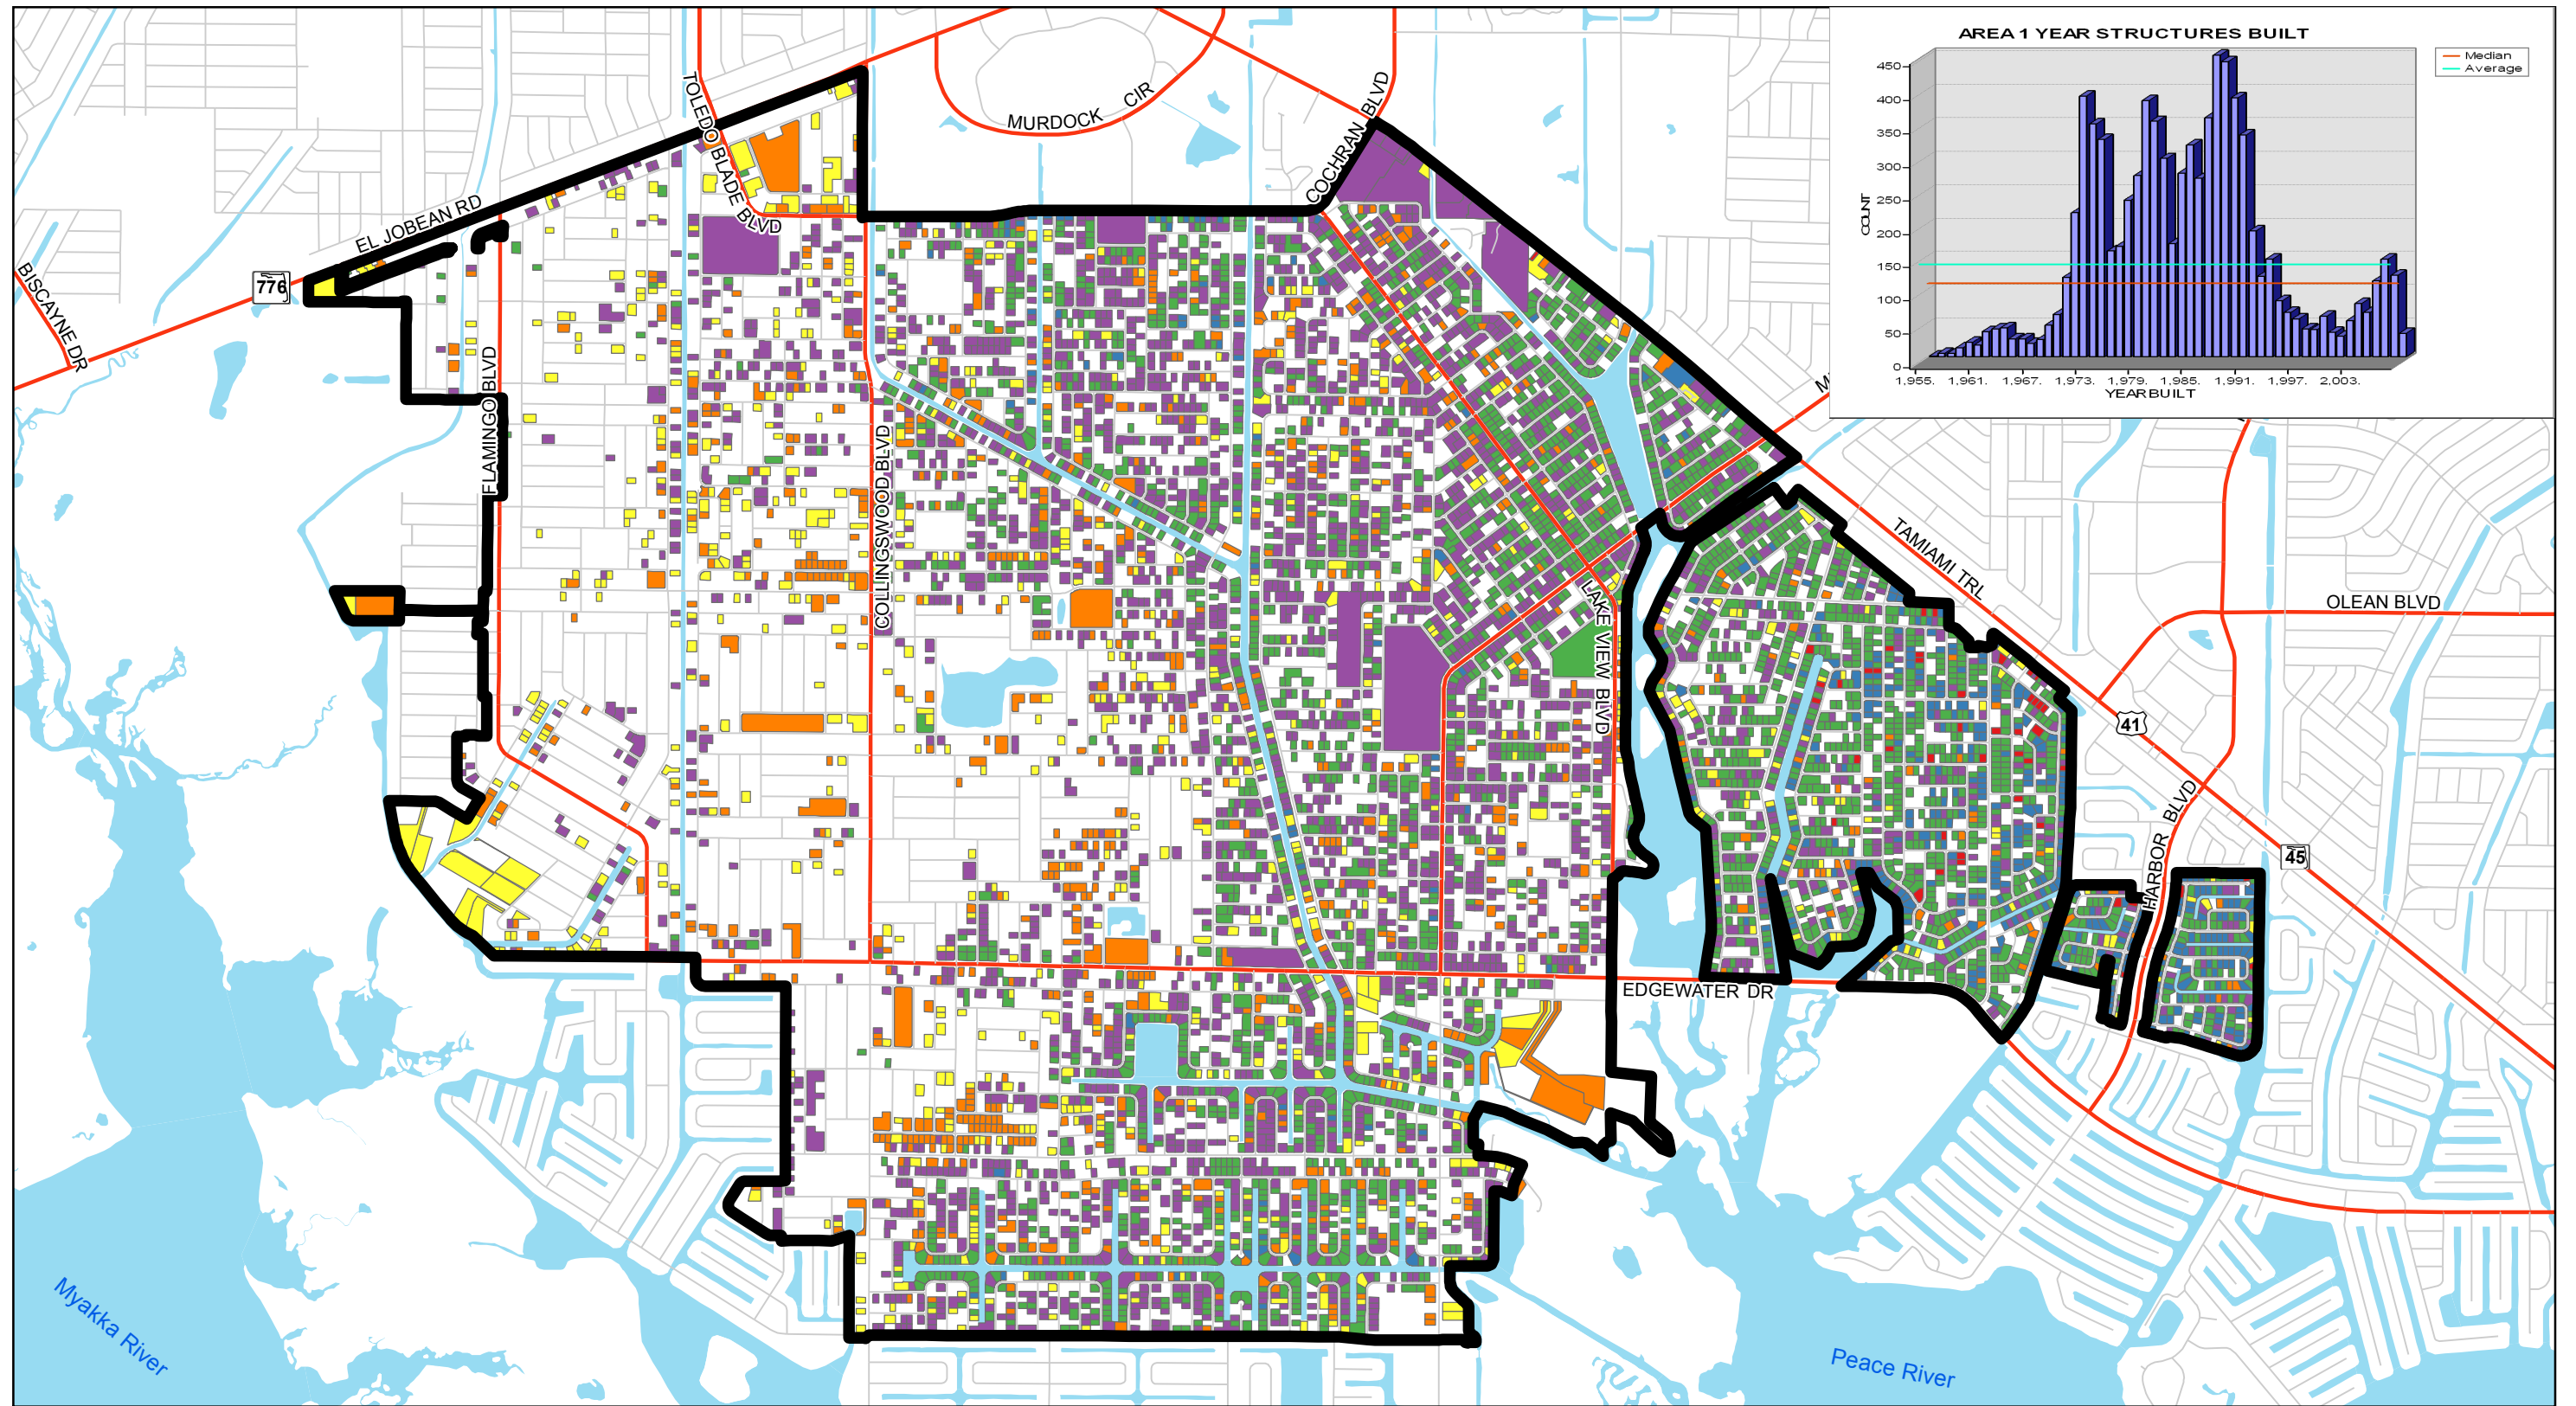 AREA 1 YEAR STRUCTURES BUILT
Median
Average
450
400
350
300
250
200
150
100
50
0
COUNT
1,955.
1,961.
1,967.
1,973.
1,979.
1,985.
1,991.
1,997.
2,003.
YEAR BUILT
TOLEDO BLADE BLVD
MURDOCK CIR
COCHRAN BLVD
EL JOBEAN RD
776
BISCAYNE DR
FLAMINGO BLVD
COLLINGSWOOD BLVD
LAKE VIEW BLVD
TAMIAMI TRL
OLEAN BLVD
41
45
HARBOR BLVD
EDGEWATER DR
Myakka River
Peace River